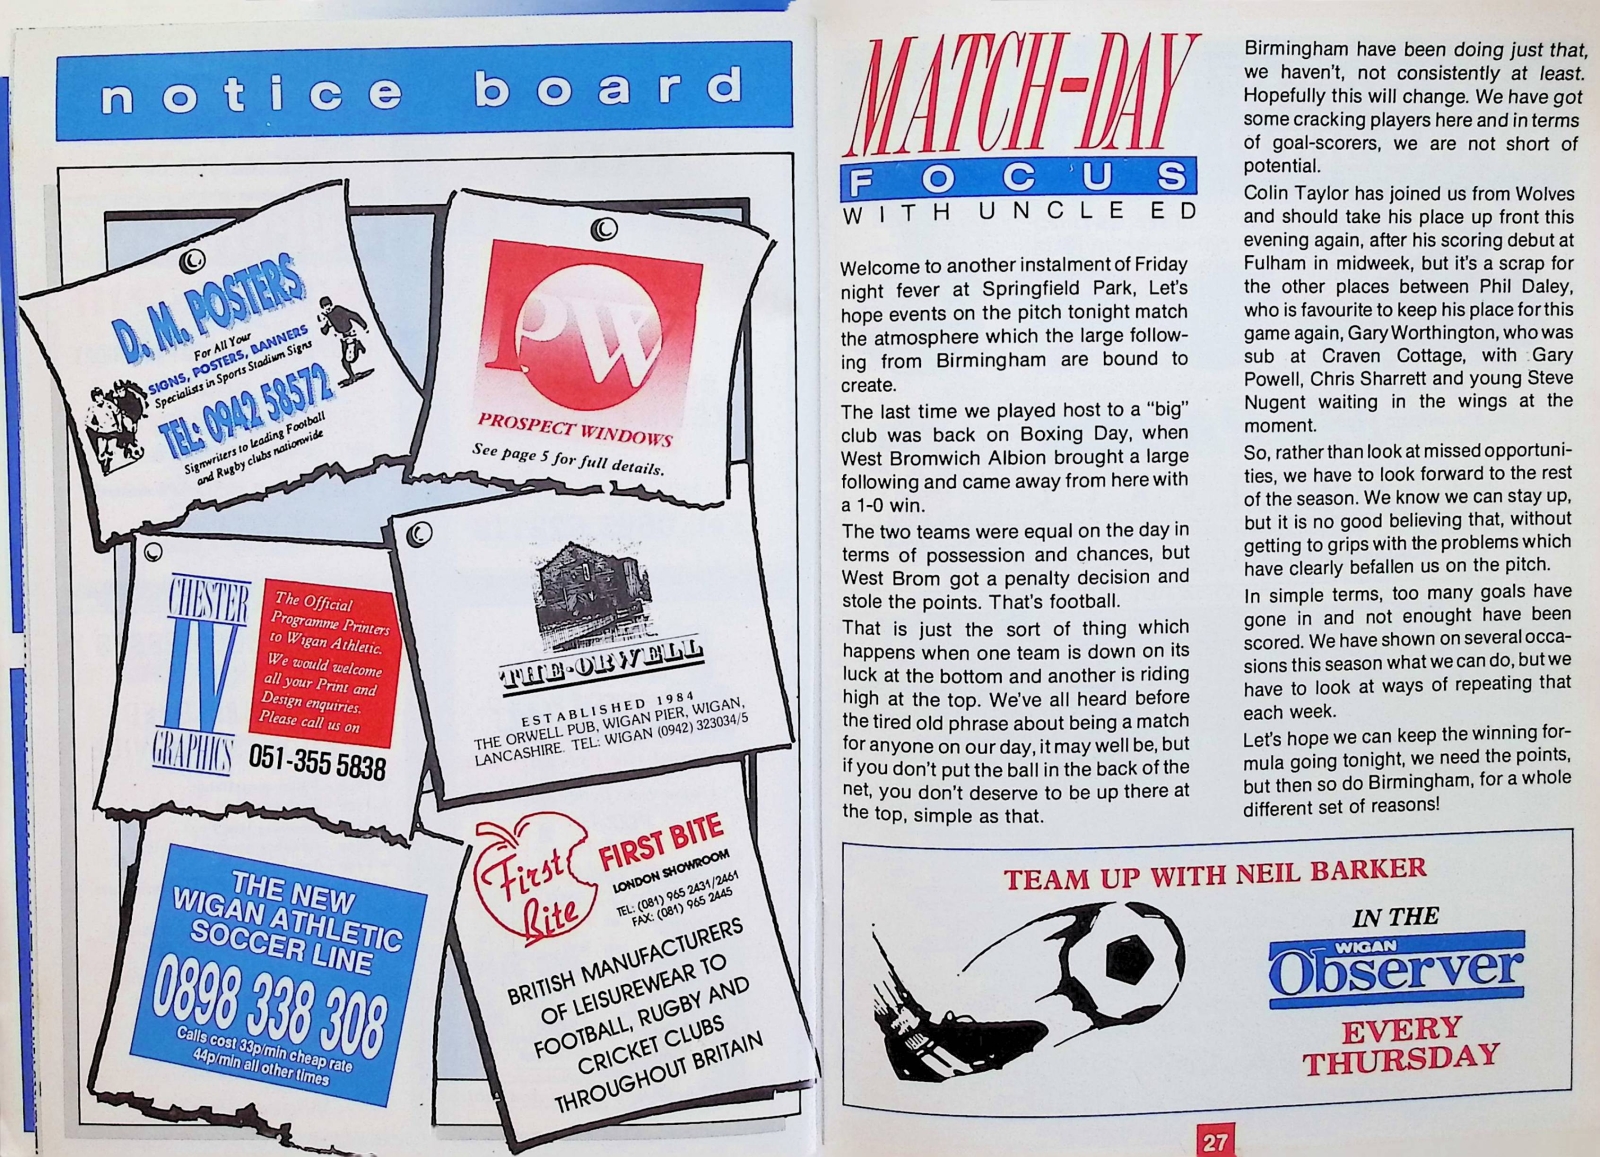 notice board
D. M. POSTERS
For All Your
SIGNS, POSTERS, BANNERS
Specialists in Sports Stadium Signs
TEL: 0942 58572
Signwriters to leading Football
and Rugby clubs nationwide
PW
PROSPECT WINDOWS
See page 5 for full details.
CHESTER
IV
GRAPHICS
The Official
Programme Printers
to Wigan Athletic.
We would welcome
all your Print and
Design enquiries.
Please call us on
051-355 5838
THE·ORWELL
ESTABLISHED 1984
THE ORWELL PUB, WIGAN PIER, WIGAN,
LANCASHIRE. TEL: WIGAN (0942) 323034/5
THE NEW
WIGAN ATHLETIC
SOCCER LINE
0898 338 308
Calls cost 33p/min cheap rate
44p/min all other times
First
Bite
FIRST BITE
LONDON SHOWROOM
TEL: (081) 965 2431/2461
FAX: (081) 965 2445
BRITISH MANUFACTURERS
OF LEISUREWEAR TO
FOOTBALL, RUGBY AND
CRICKET CLUBS
THROUGHOUT BRITAIN
MATCH-DAY
FOCUS
WITH UNCLE ED
Welcome to another instalment of Friday
night fever at Springfield Park, Let's
hope events on the pitch tonight match
the atmosphere which the large follow-
ing from Birmingham are bound to
create.
The last time we played host to a "big"
club was back on Boxing Day, when
West Bromwich Albion brought a large
following and came away from here with
a 1-0 win.
The two teams were equal on the day in
terms of possession and chances, but
West Brom got a penalty decision and
stole the points. That's football.
That is just the sort of thing which
happens when one team is down on its
luck at the bottom and another is riding
high at the top. We've all heard before
the tired old phrase about being a match
for anyone on our day, it may well be, but
if you don't put the ball in the back of the
net, you don't deserve to be up there at
the top, simple as that.
Birmingham have been doing just that,
we haven't, not consistently at least.
Hopefully this will change. We have got
some cracking players here and in terms
of goal-scorers, we are not short of
potential.
Colin Taylor has joined us from Wolves
and should take his place up front this
evening again, after his scoring debut at
Fulham in midweek, but it's a scrap for
the other places between Phil Daley,
who is favourite to keep his place for this
game again, Gary Worthington, who was
sub at Craven Cottage, with Gary
Powell, Chris Sharrett and young Steve
Nugent waiting in the wings at the
moment.
So, rather than look at missed opportuni-
ties, we have to look forward to the rest
of the season. We know we can stay up,
but it is no good believing that, without
getting to grips with the problems which
have clearly befallen us on the pitch.
In simple terms, too many goals have
gone in and not enought have been
scored. We have shown on several occa-
sions this season what we can do, but we
have to look at ways of repeating that
each week.
Let's hope we can keep the winning for-
mula going tonight, we need the points,
but then so do Birmingham, for a whole
different set of reasons!
TEAM UP WITH NEIL BARKER
IN THE
WIGAN
Observer
EVERY
THURSDAY
27